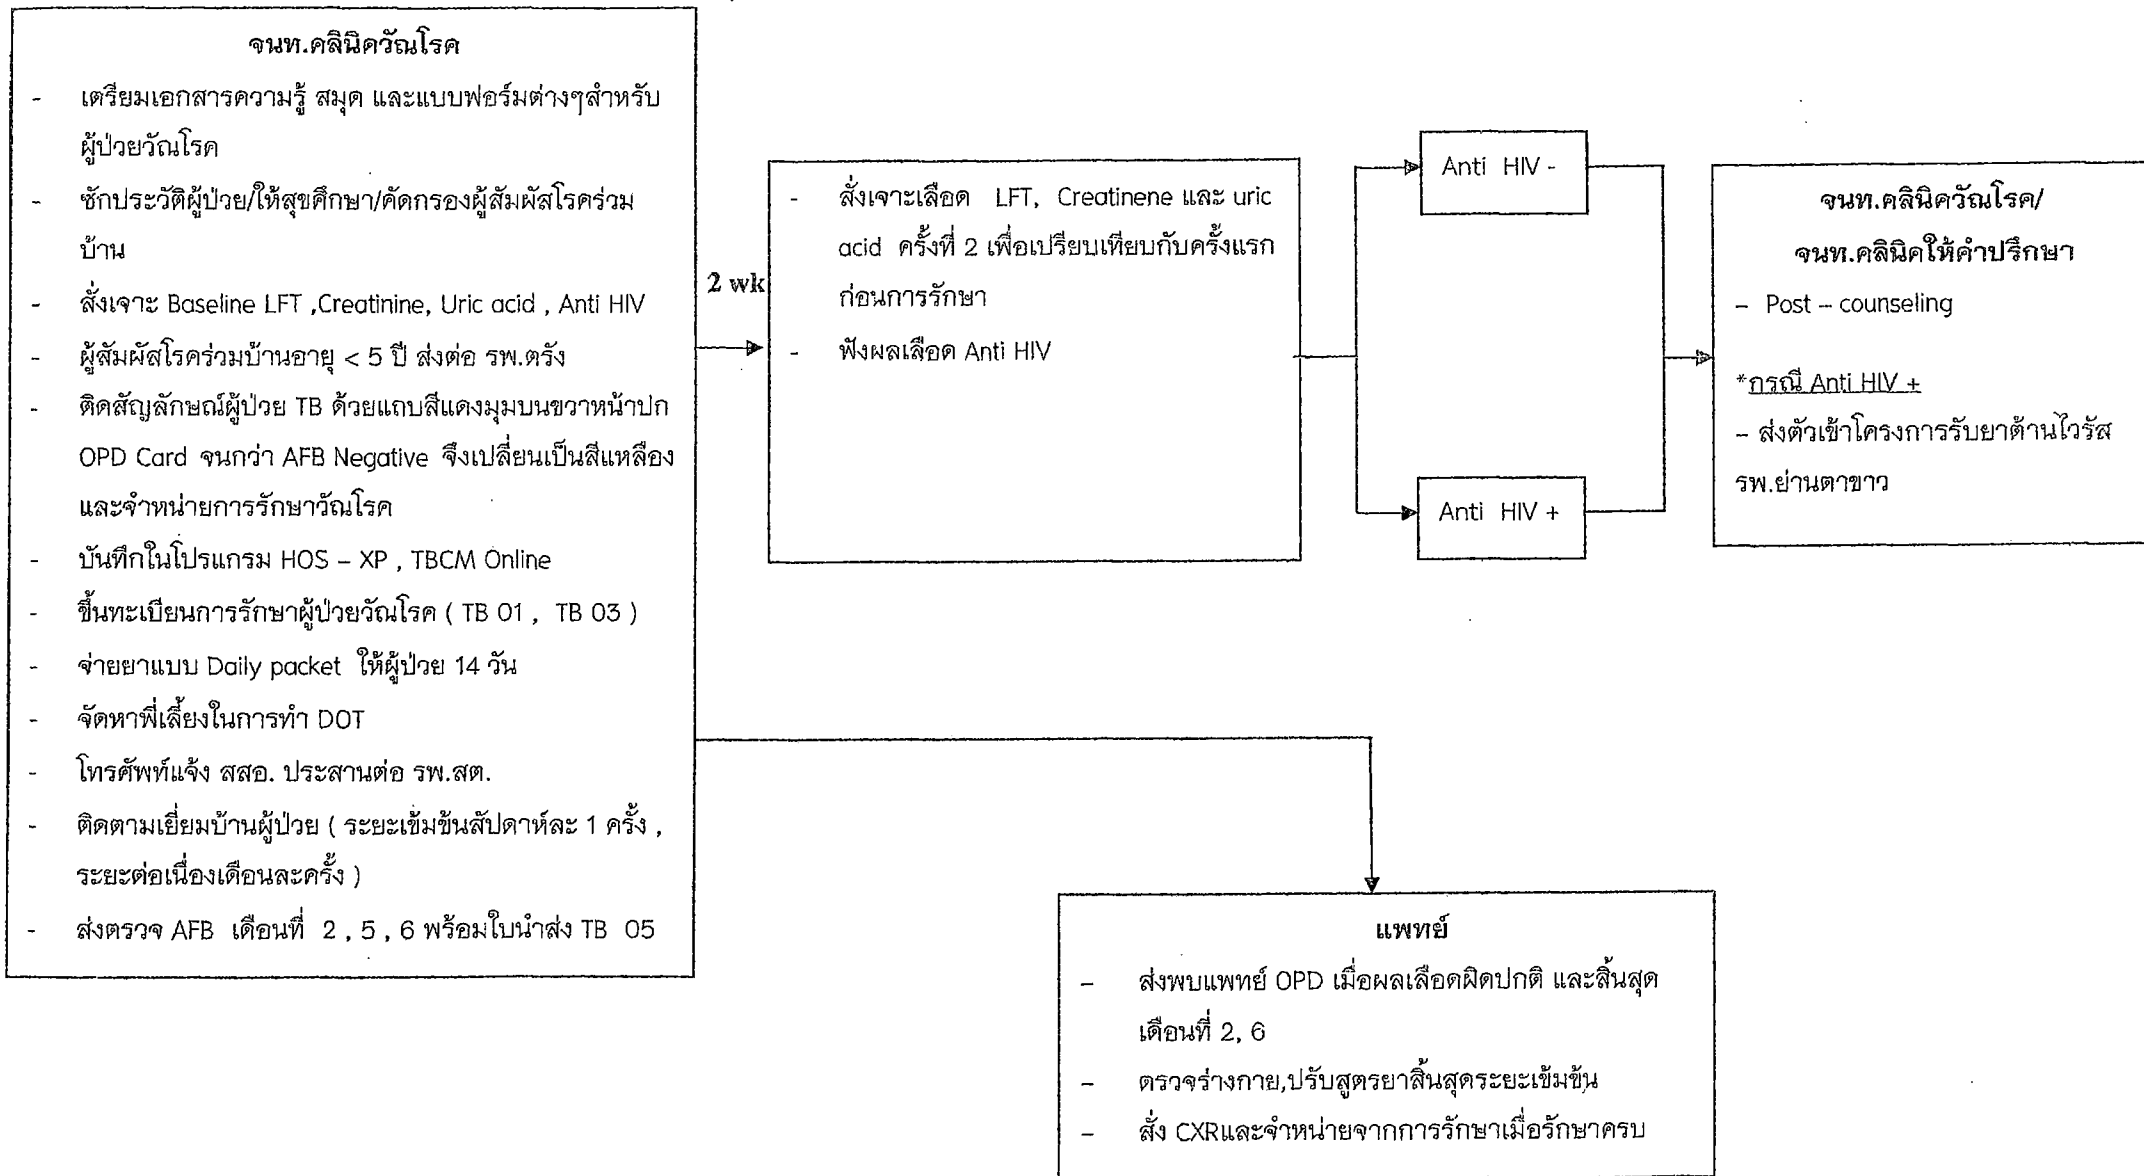 จนท.คลินิควัณโรค
- เตรียมเอกสารความรู้ สมุด และแบบฟอร์มต่างๆสำหรับ
ผู้ป่วยวัณโรค
- ซักประวัติผู้ป่วย/ให้สุขศึกษา/คัดกรองผู้สัมผัสโรคร่วม
บ้าน
- สั่งเจาะ Baseline LFT ,Creatinine, Uric acid , Anti HIV
- ผู้สัมผัสโรคร่วมบ้านอายุ < 5 ปี ส่งต่อ รพ.ตรัง
- ติดสัญลักษณ์ผู้ป่วย TB ด้วยแถบสีแดงมุมบนขวาหน้าปก
OPD Card จนกว่า AFB Negative จึงเปลี่ยนเป็นสีเหลือง
และจำหน่ายการรักษาวัณโรค
- บันทึกในโปรแกรม HOS – XP , TBCM Online
- ขึ้นทะเบียนการรักษาผู้ป่วยวัณโรค ( TB 01 , TB 03 )
- จ่ายยาแบบ Daily packet ให้ผู้ป่วย 14 วัน
- จัดหาพี่เลี้ยงในการทำ DOT
- โทรศัพท์แจ้ง สสอ. ประสานต่อ รพ.สต.
- ติดตามเยี่ยมบ้านผู้ป่วย ( ระยะเข้มข้นสัปดาห์ละ 1 ครั้ง ,
ระยะต่อเนื่องเดือนละครั้ง )
- ส่งตรวจ AFB เดือนที่ 2 , 5 , 6 พร้อมใบนำส่ง TB 05
2 wk
- สั่งเจาะเลือด LFT, Creatinene และ uric
acid ครั้งที่ 2 เพื่อเปรียบเทียบกับครั้งแรก
ก่อนการรักษา
- ฟังผลเลือด Anti HIV
Anti HIV -
Anti HIV +
จนท.คลินิควัณโรค/
จนท.คลินิคให้คำปรึกษา
– Post – counseling
*กรณี Anti HIV +
– ส่งตัวเข้าโครงการรับยาต้านไวรัส
รพ.ย่านตาขาว
แพทย์
– ส่งพบแพทย์ OPD เมื่อผลเลือดผิดปกติ และสิ้นสุด
เดือนที่ 2, 6
– ตรวจร่างกาย,ปรับสูตรยาสิ้นสุดระยะเข้มข้น
– สั่ง CXRและจำหน่ายจากการรักษาเมื่อรักษาครบ